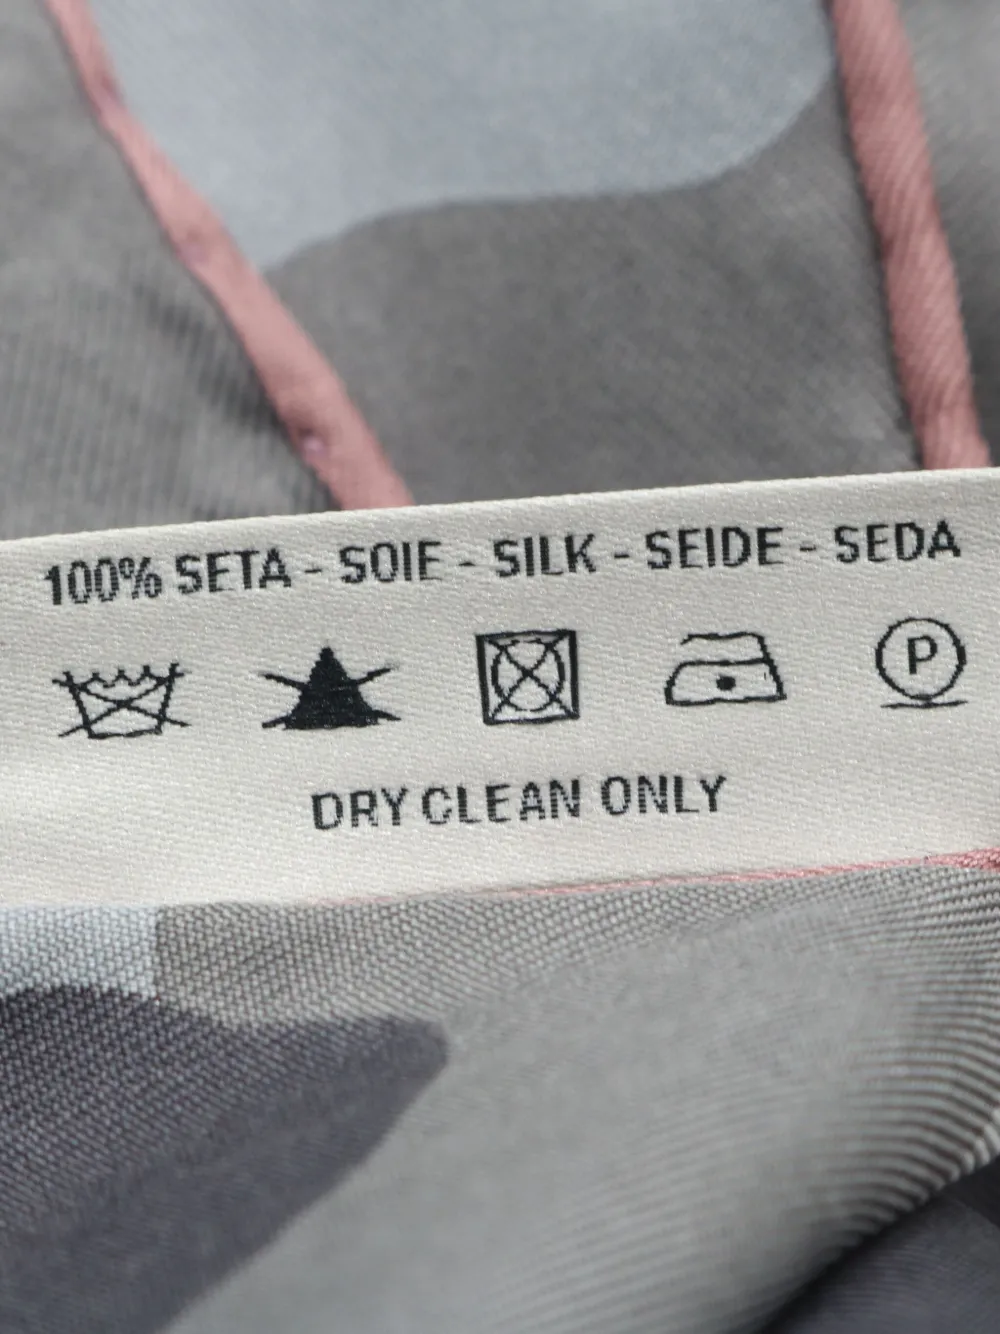 100% SETA - SOIE - SILK - SEIDE - SEDA
P
DRY CLEAN ONLY